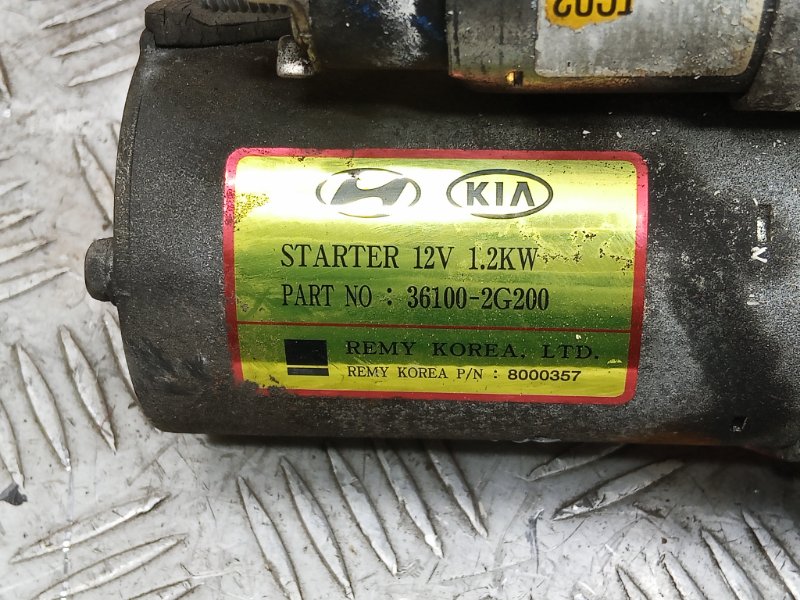 KIA
STARTER 12V 1.2KW
PART NO : 36100-2G200
REMY KOREA, LTD.
REMY KOREA P/N : 8000357